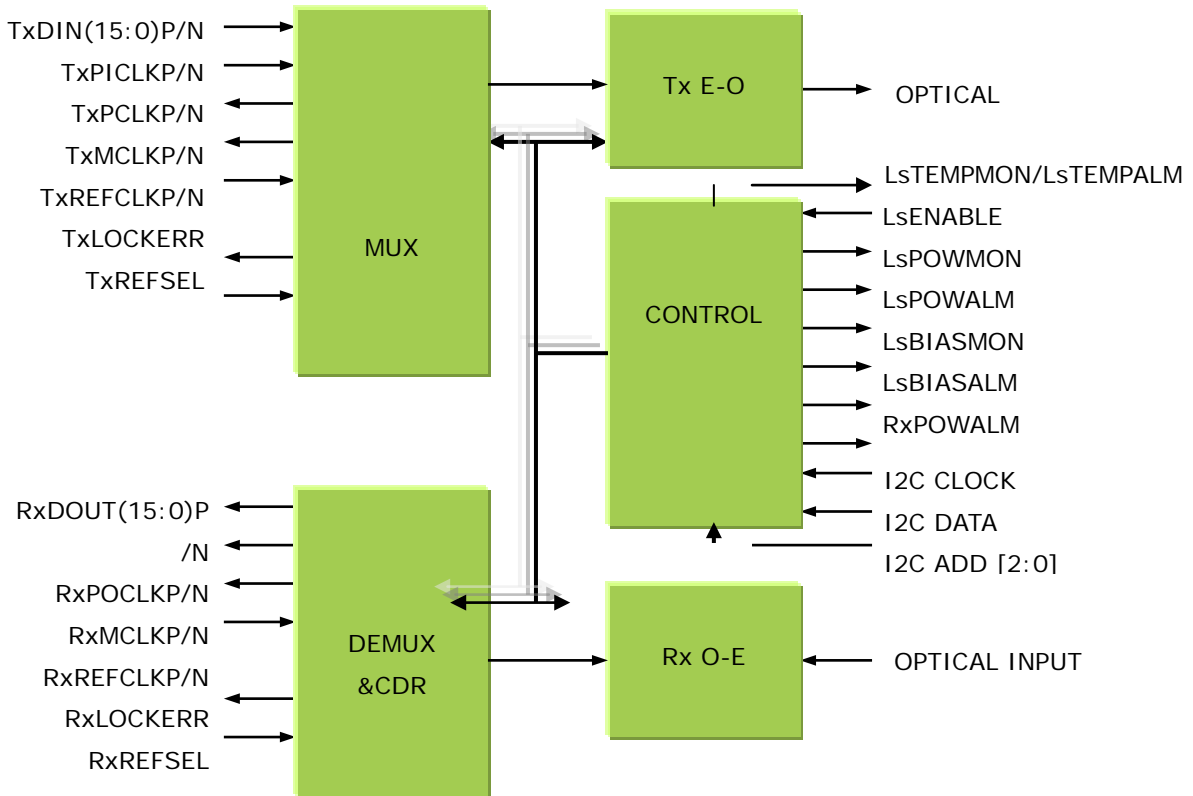 TxDIN(15:0)P/N
TxPICLKP/N
TxPCLKP/N
TxMCLKP/N
TxREFCLKP/N
TxLOCKERR
TxREFSEL
MUX
Tx E-O
OPTICAL
LsTEMPMON/LsTEMPALM
LsENABLE
LsPOWMON
LsPOWALM
LsBIASMON
LsBIASALM
RxPOWALM
I2C CLOCK
I2C DATA
I2C ADD [2:0]
CONTROL
RxDOUT(15:0)P
/N
RxPOCLKP/N
RxMCLKP/N
RxREFCLKP/N
RxLOCKERR
RxREFSEL
DEMUX
&CDR
Rx O-E
OPTICAL INPUT